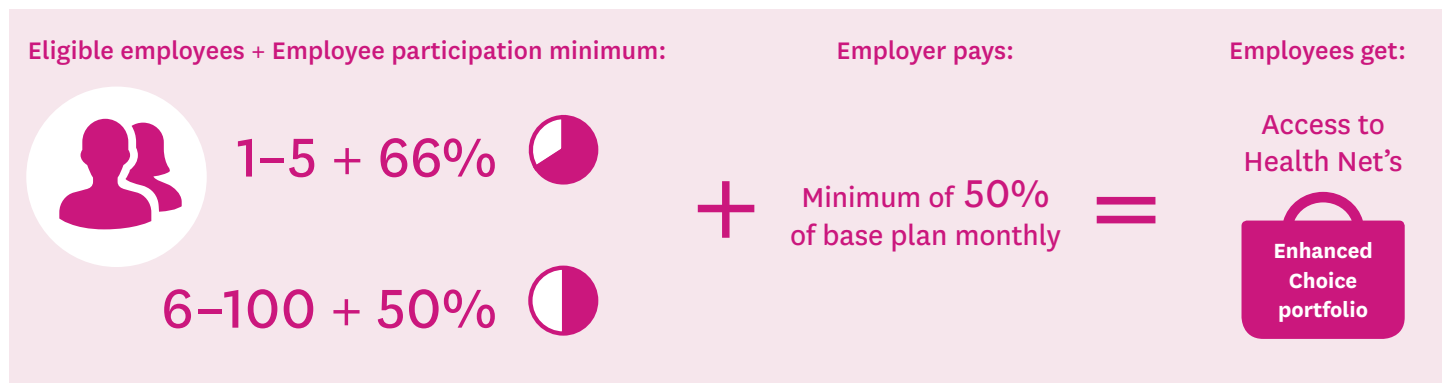 Eligible employees + Employee participation minimum:
1–5 + 66%
6–100 + 50%
+
Employer pays:
Minimum of 50%
of base plan monthly
=
Employees get:
Access to
Health Net’s
Enhanced
Choice
portfolio